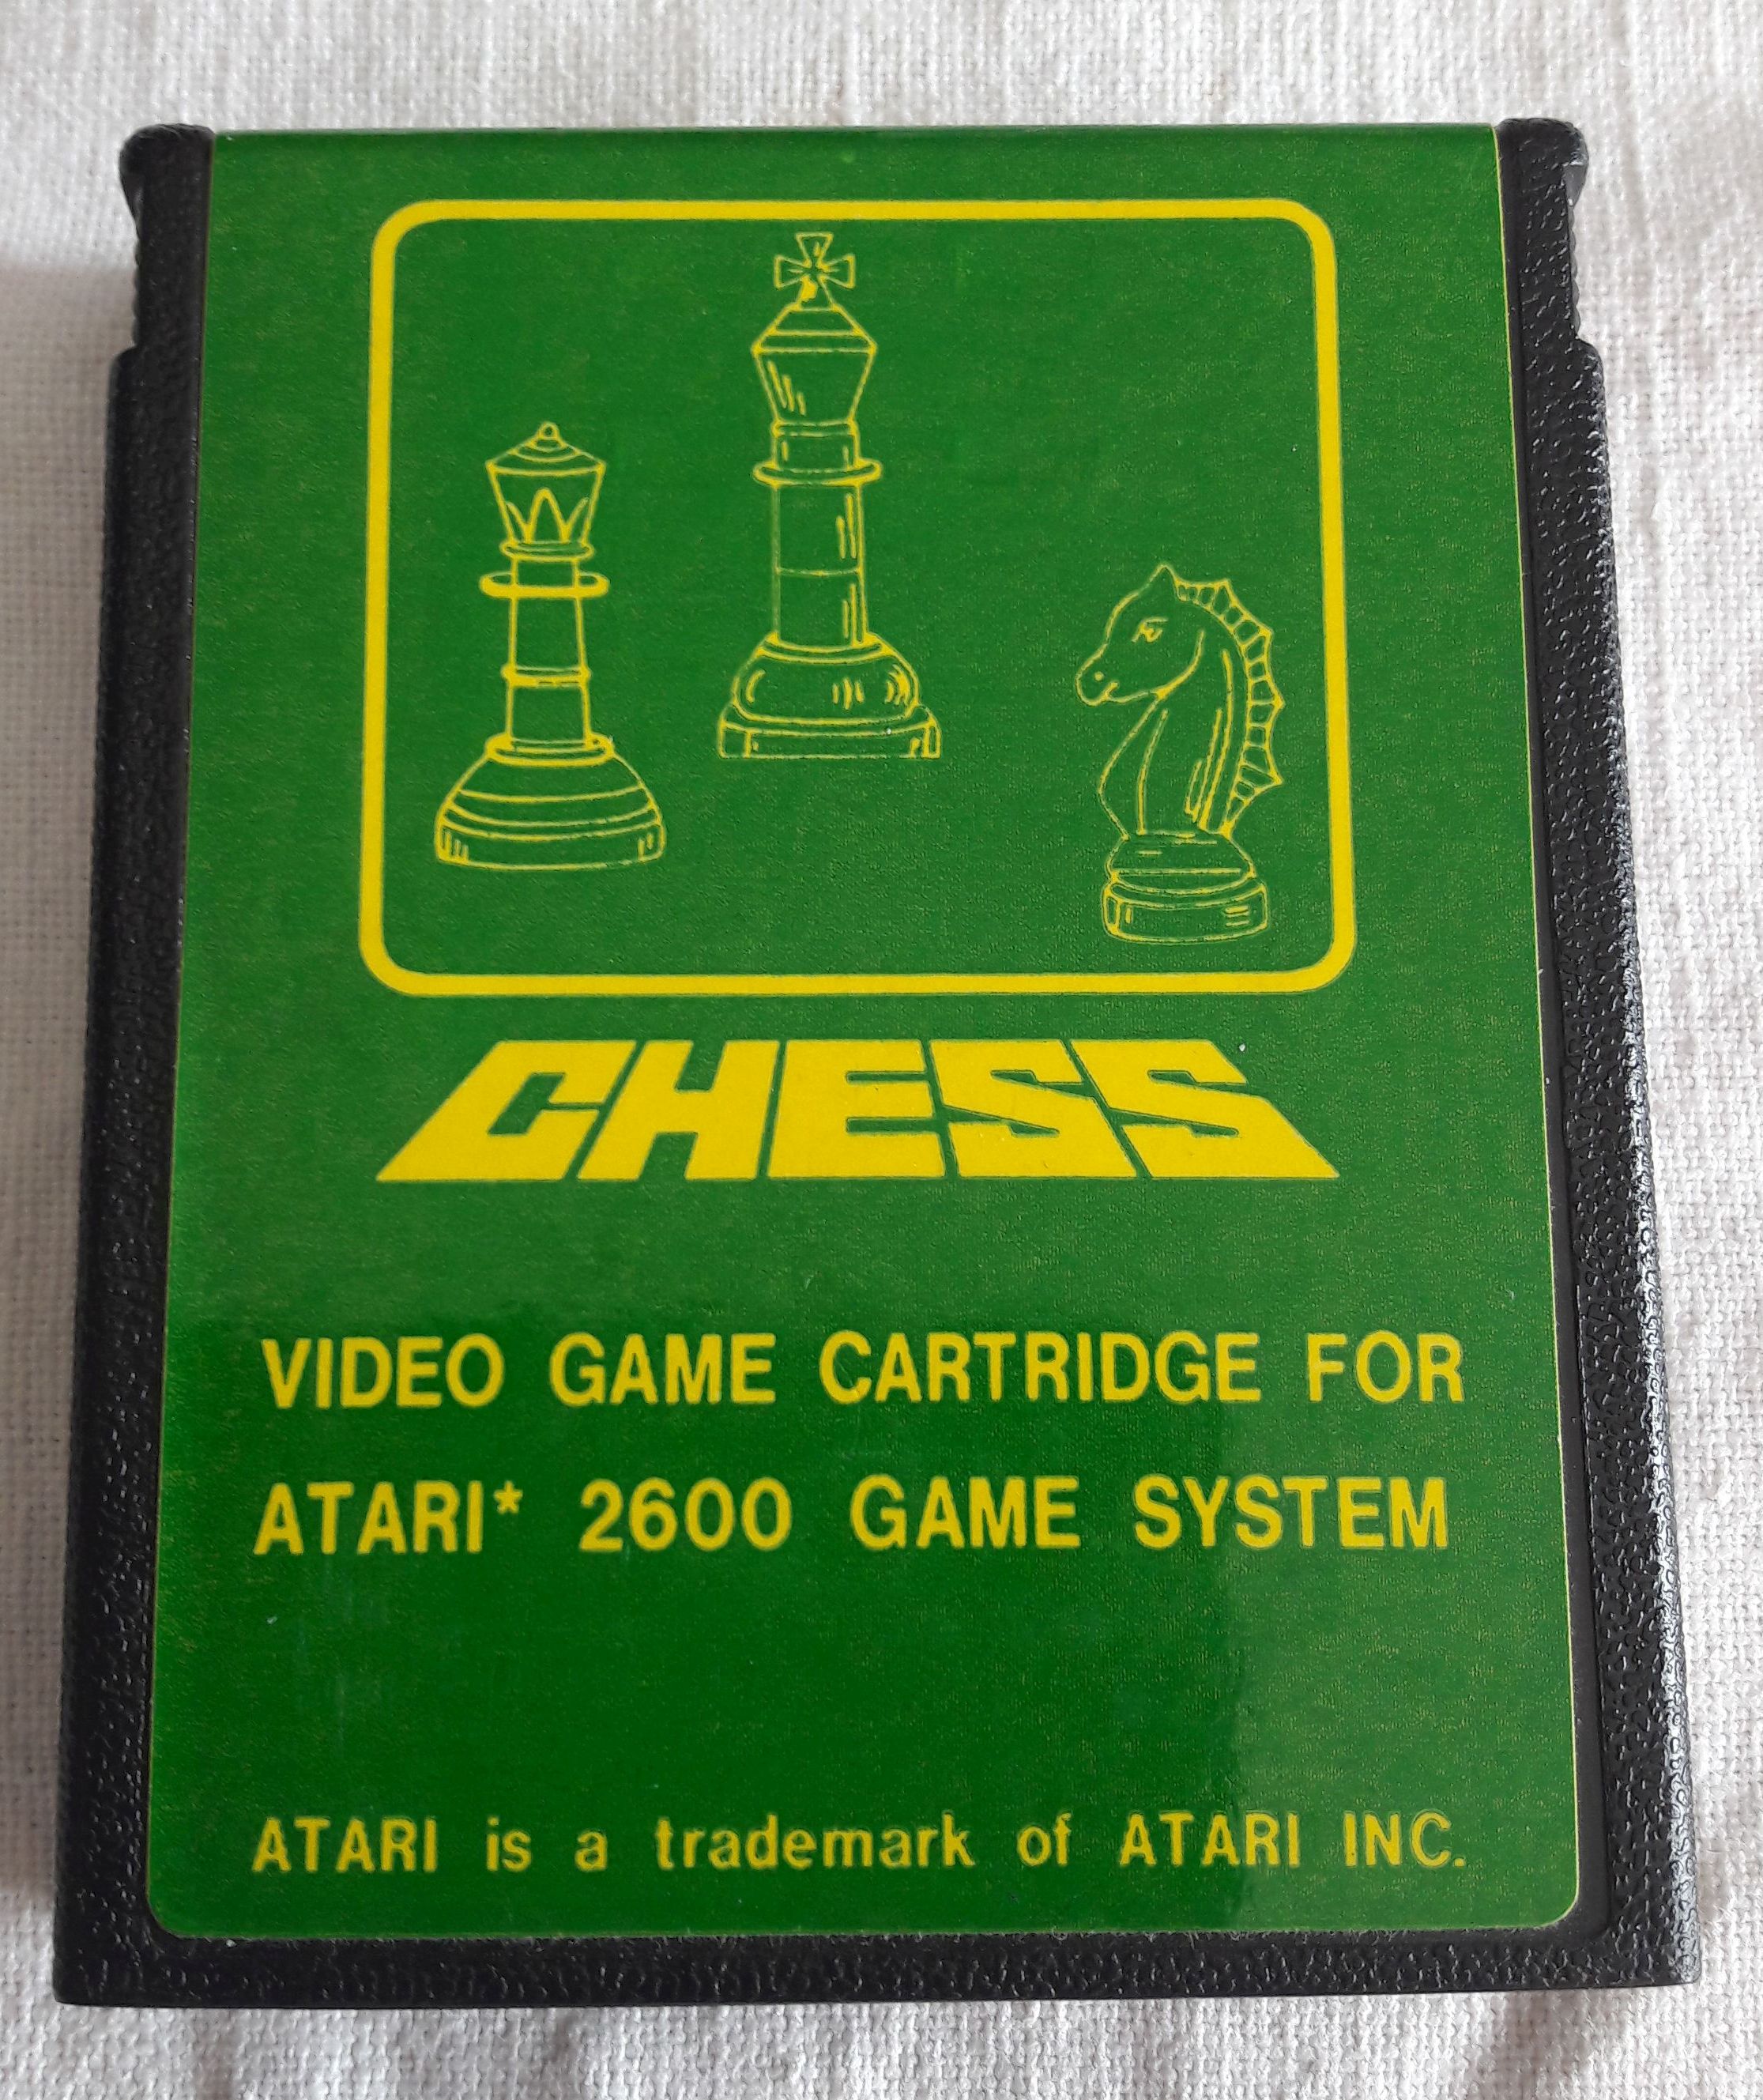 CHESS
VIDEO GAME CARTRIDGE FOR
ATARI* 2600 GAME SYSTEM
ATARI is a trademark of ATARI INC.